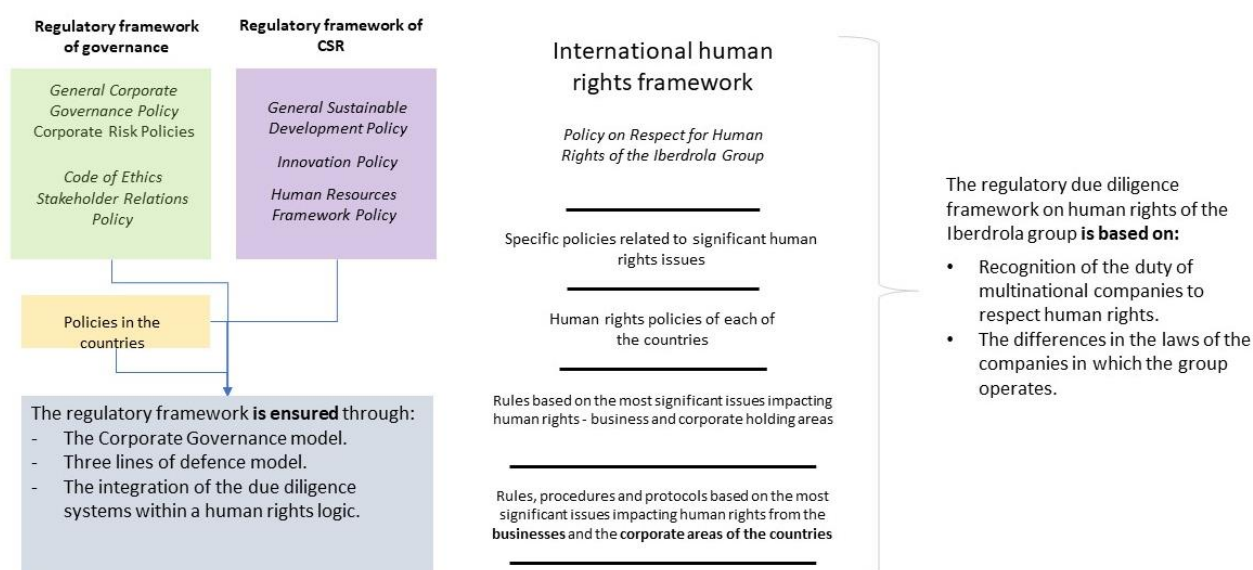 Regulatory framework
of governance
General Corporate
Governance Policy
Corporate Risk Policies
Code of Ethics
Stakeholder Relations
Policy
Regulatory framework of
CSR
General Sustainable
Development Policy
Innovation Policy
Human Resources
Framework Policy
Policies in the
countries
The regulatory framework is ensured through:
- The Corporate Governance model.
- Three lines of defence model.
- The integration of the due diligence
systems within a human rights logic.
International human
rights framework
Policy on Respect for Human
Rights of the Iberdrola Group
Specific policies related to significant human
rights issues
Human rights policies of each of
the countries
Rules based on the most significant issues impacting
human rights - business and corporate holding areas
Rules, procedures and protocols based on the most
significant issues impacting human rights from the
businesses and the corporate areas of the countries
The regulatory due diligence
framework on human rights of the
Iberdrola group is based on:
• Recognition of the duty of
multinational companies to
respect human rights.
• The differences in the laws of the
companies in which the group
operates.